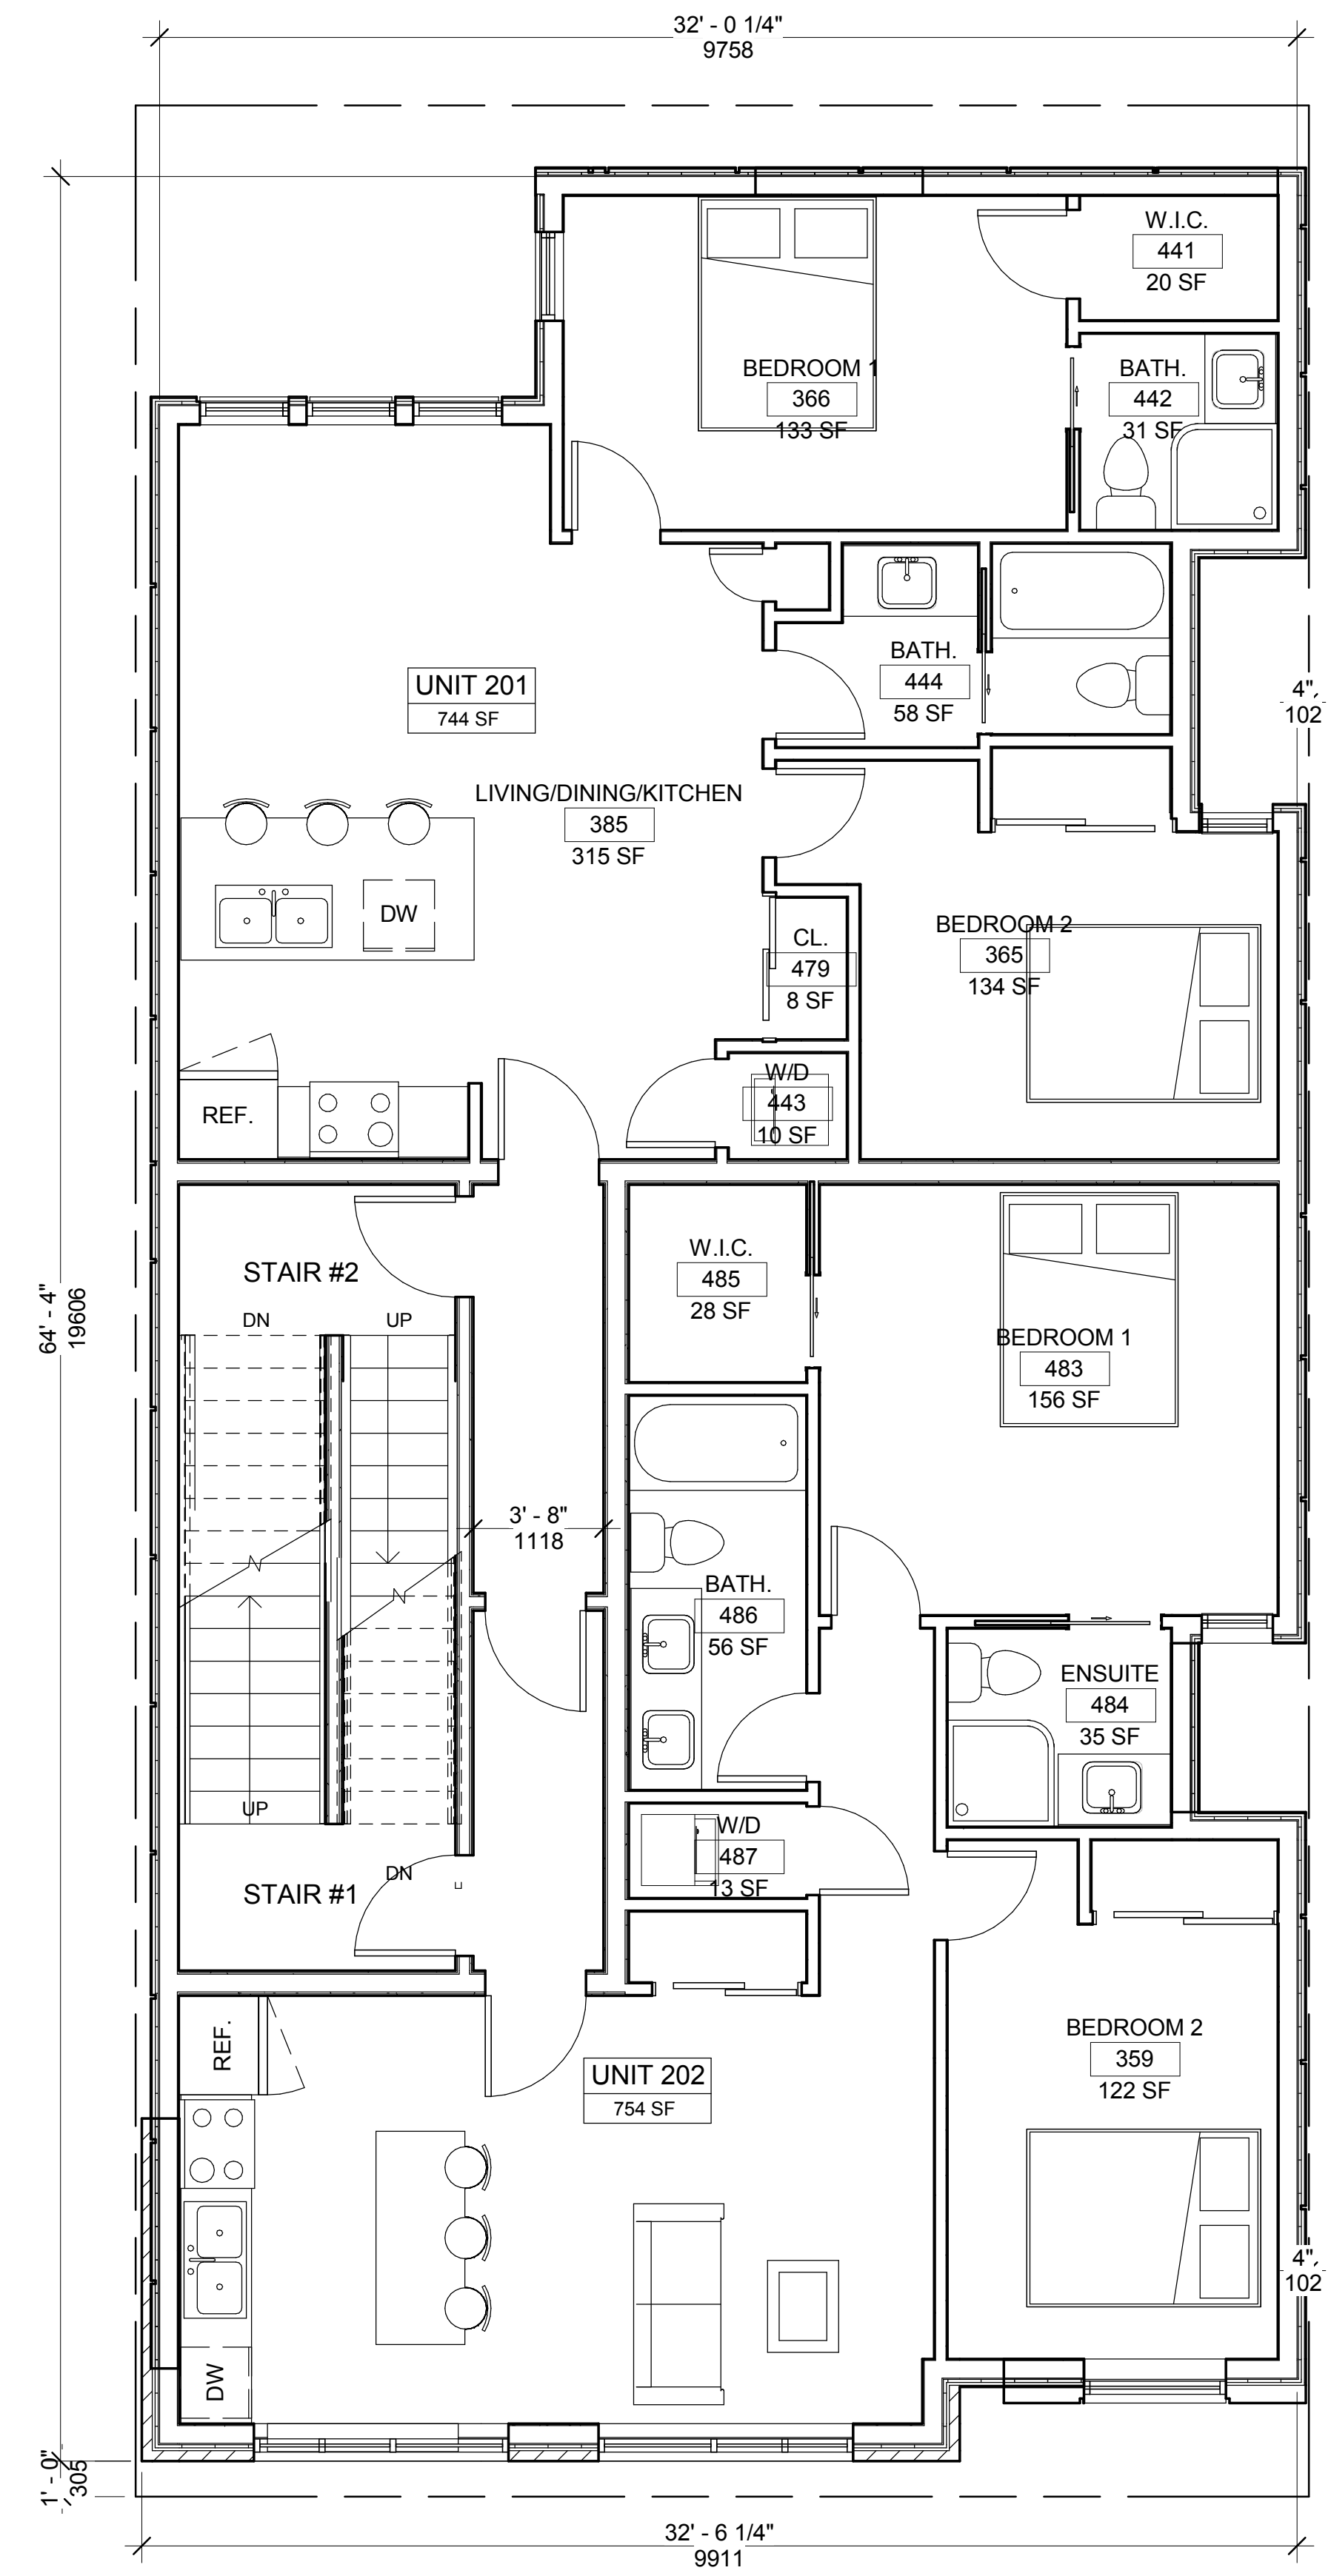 32' - 0 1/4"
9758
W.I.C.
441
20 SF
BEDROOM 1
366
133 SF
BATH.
442
31 SF
BATH.
444
58 SF
4"
102
UNIT 201
744 SF
LIVING/DINING/KITCHEN
385
315 SF
DW
CL.
479
8 SF
BEDROOM 2
365
134 SF
REF.
W/D
443
10 SF
STAIR #2
DN
UP
W.I.C.
485
28 SF
BEDROOM 1
483
156 SF
64' - 4"
19606
3' - 8"
1118
BATH.
486
56 SF
ENSUITE
484
35 SF
UP
DN
STAIR #1
W/D
487
13 SF
REF.
UNIT 202
754 SF
BEDROOM 2
359
122 SF
DW
4"
102
1' - 0"
305
32' - 6 1/4"
9911